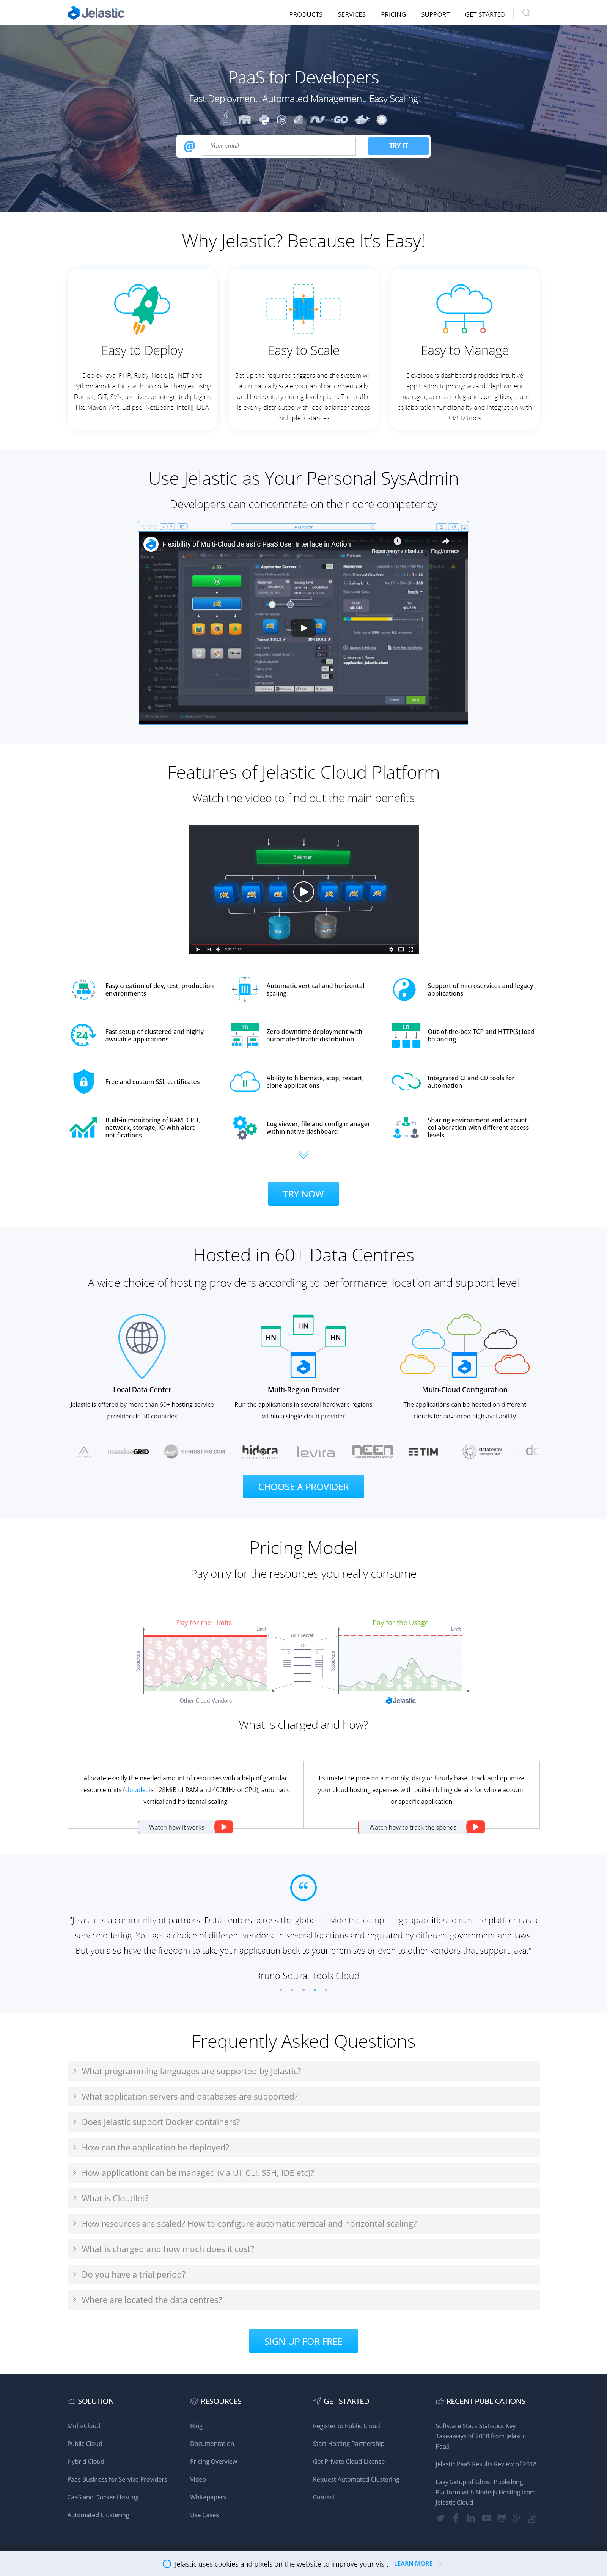 Jelastic
PRODUCTS SERVICES PRICING SUPPORT GET STARTED
PaaS for Developers
Fast Deployment. Automated Management. Easy Scaling
@ Your email TRY IT
Why Jelastic? Because It's Easy!
Easy to Deploy
Deploy Java, PHP, Ruby, Node.js, .NET and
Python applications with no code changes using
Docker, GIT, SVN, archives or integrated plugins
like Maven, Ant, Eclipse, NetBeans, IntelliJ IDEA
Easy to Scale
Set up the required triggers and the system will
automatically scale your application vertically
and horizontally during load spikes. The traffic
is evenly distributed with load balancer across
multiple instances
Easy to Manage
Developers dashboard provides intuitive
application topology wizard, deployment
manager, access to log and config files, team
collaboration functionality and integration with
CI/CD tools
Use Jelastic as Your Personal SysAdmin
Developers can concentrate on their core competency
jelastic.com
Flexibility of Multi-Cloud Jelastic PaaS User Interface in Action
Переглянути пізніше Поділитися
Features of Jelastic Cloud Platform
Watch the video to find out the main benefits
Balancer
Easy creation of dev, test, production
environments
Automatic vertical and horizontal
scaling
Support of microservices and legacy
applications
24
Fast setup of clustered and highly
available applications
TD
Zero downtime deployment with
automated traffic distribution
LB
Out-of-the-box TCP and HTTP(S) load
balancing
Free and custom SSL certificates
Ability to hibernate, stop, restart,
clone applications
Integrated CI and CD tools for
automation
Built-in monitoring of RAM, CPU,
network, storage, IO with alert
notifications
Log viewer, file and config manager
within native dashboard
Sharing environment and account
collaboration with different access
levels
TRY NOW
Hosted in 60+ Data Centres
A wide choice of hosting providers according to performance, location and support level
HN HN HN
Local Data Center
Jelastic is offered by more than 60+ hosting service
providers in 30 countries
Multi-Region Provider
Run the applications in several hardware regions
within a single cloud provider
Multi-Cloud Configuration
The applications can be hosted on different
clouds for advanced high availability
massiveGRID MIRHOSTING.COM hidora levira NEEN TIM DataCenter
CHOOSE A PROVIDER
Pricing Model
Pay only for the resources you really consume
Pay for the Limits
Limit
Resources
Other Cloud Vendors
Your Server
Pay for the Usage
Limit
Resources
Jelastic
What is charged and how?
Allocate exactly the needed amount of resources with a help of granular
resource units (cloudlet is 128MiB of RAM and 400MHz of CPU), automatic
vertical and horizontal scaling
Watch how it works
Estimate the price on a monthly, daily or hourly base. Track and optimize
your cloud hosting expenses with built-in billing details for whole account
or specific application
Watch how to track the spends
"Jelastic is a community of partners. Data centers across the globe provide the computing capabilities to run the platform as a
service offering. You get a choice of different vendors, in several locations and regulated by different government and laws.
But you also have the freedom to take your application back to your premises or even to other vendors that support Java."
– Bruno Souza, Tools Cloud
Frequently Asked Questions
What programming languages are supported by Jelastic?
What application servers and databases are supported?
Does Jelastic support Docker containers?
How can the application be deployed?
How applications can be managed (via UI, CLI, SSH, IDE etc)?
What is Cloudlet?
How resources are scaled? How to configure automatic vertical and horizontal scaling?
What is charged and how much does it cost?
Do you have a trial period?
Where are located the data centres?
SIGN UP FOR FREE
SOLUTION
Multi-Cloud
Public Cloud
Hybrid Cloud
Paas Business for Service Providers
CaaS and Docker Hosting
Automated Clustering
RESOURCES
Blog
Documentation
Pricing Overview
Video
Whitepapers
Use Cases
GET STARTED
Register to Public Cloud
Start Hosting Partnership
Get Private Cloud License
Request Automated Clustering
Contact
RECENT PUBLICATIONS
Software Stack Statistics Key
Takeaways of 2018 from Jelastic
PaaS
Jelastic PaaS Results Review of 2018
Easy Setup of Ghost Publishing
Platform with Node.js Hosting from
Jelastic Cloud
Jelastic uses cookies and pixels on the website to improve your visit LEARN MORE